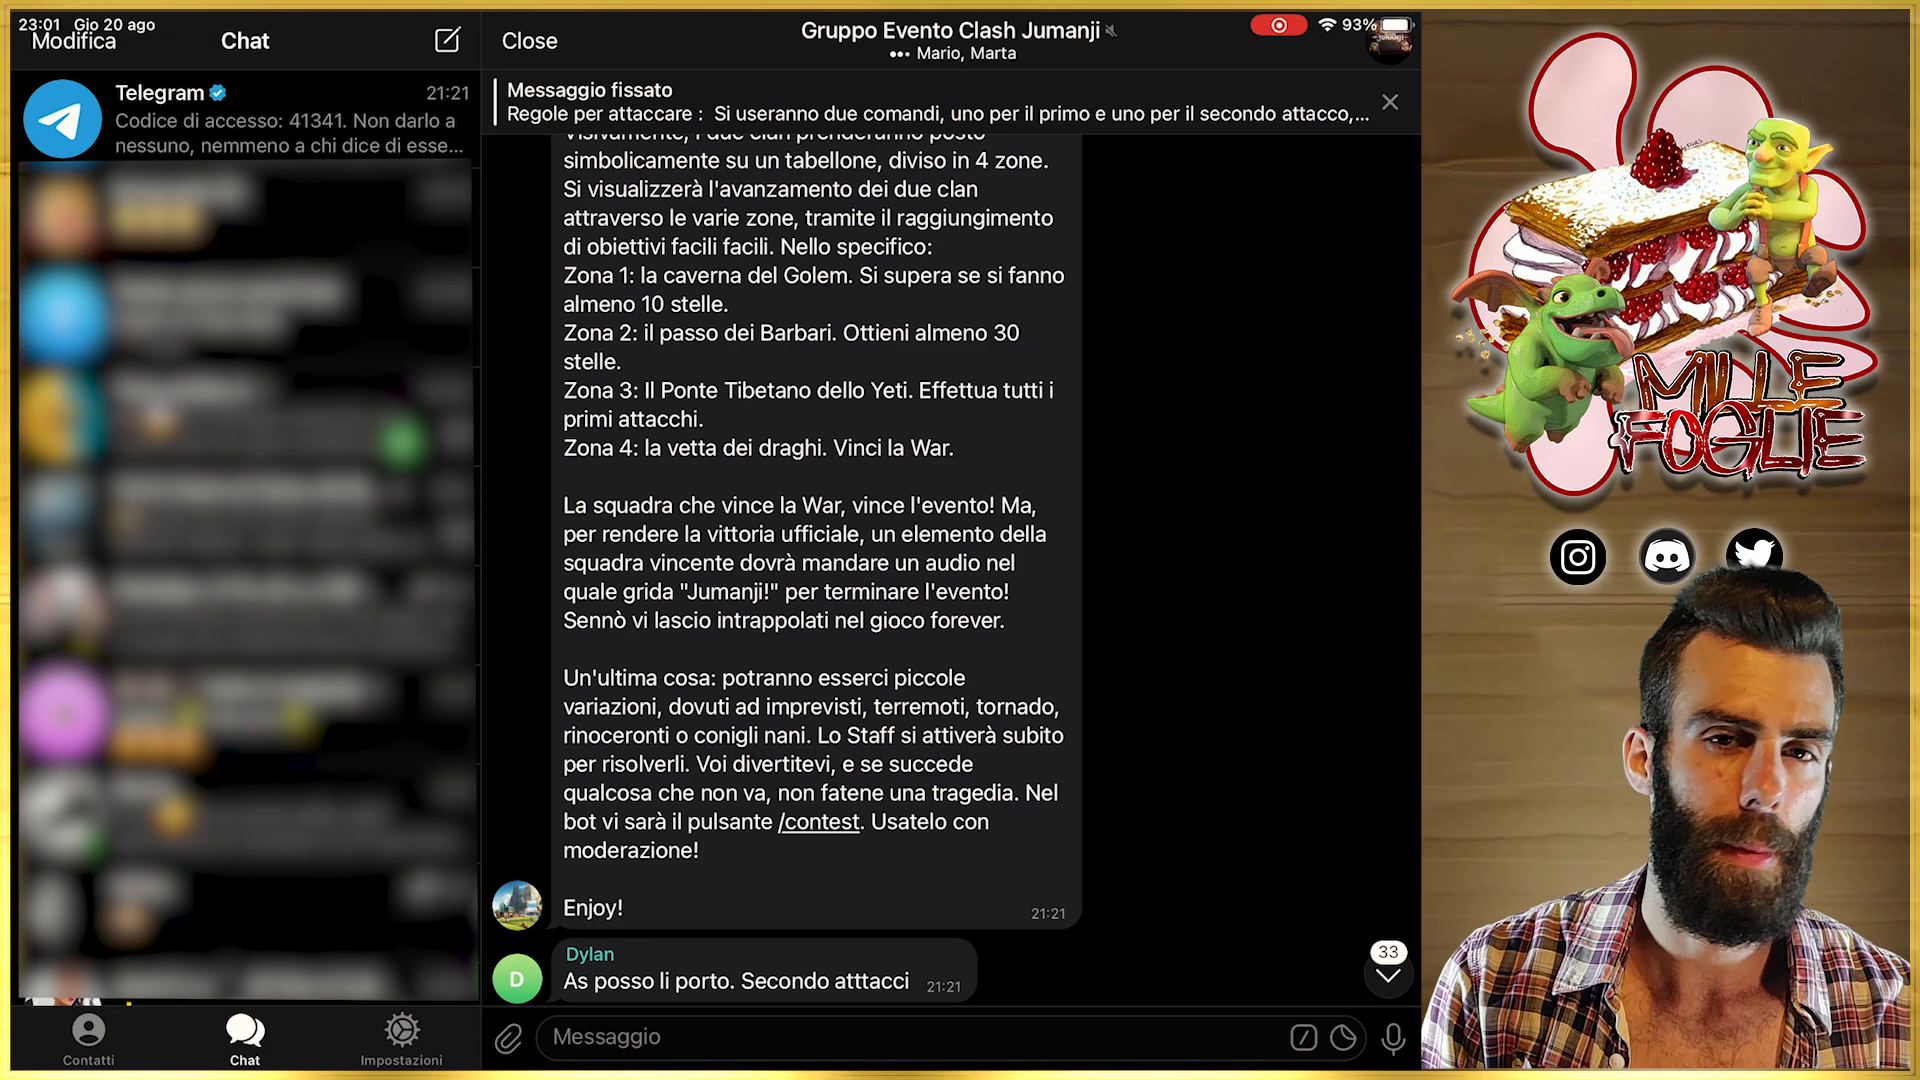 23:01 Gio 20 ago
Modifica
Chat
Telegram
21:21
Codice di accesso: 41341. Non darlo a
nessuno, nemmeno a chi dice di esse...
Contatti
Chat
Impostazioni
Close
Gruppo Evento Clash Jumanji
Mario, Marta
93%
Messaggio fissato
Regole per attaccare : Si useranno due comandi, uno per il primo e uno per il secondo attacco,...
Visivamente, i due clan prenderanno posto
simbolicamente su un tabellone, diviso in 4 zone.
Si visualizzerà l'avanzamento dei due clan
attraverso le varie zone, tramite il raggiungimento
di obiettivi facili facili. Nello specifico:
Zona 1: la caverna del Golem. Si supera se si fanno
almeno 10 stelle.
Zona 2: il passo dei Barbari. Ottieni almeno 30
stelle.
Zona 3: Il Ponte Tibetano dello Yeti. Effettua tutti i
primi attacchi.
Zona 4: la vetta dei draghi. Vinci la War.
La squadra che vince la War, vince l'evento! Ma,
per rendere la vittoria ufficiale, un elemento della
squadra vincente dovrà mandare un audio nel
quale grida "Jumanji!" per terminare l'evento!
Sennò vi lascio intrappolati nel gioco forever.
Un'ultima cosa: potranno esserci piccole
variazioni, dovuti ad imprevisti, terremoti, tornado,
rinoceronti o conigli nani. Lo Staff si attiverà subito
per risolverli. Voi divertitevi, e se succede
qualcosa che non va, non fatene una tragedia. Nel
bot vi sarà il pulsante /contest. Usatelo con
moderazione!
Enjoy!
21:21
D
Dylan
As posso li porto. Secondo atttacci
21:21
33
Messaggio
MILLE
FOGLIE